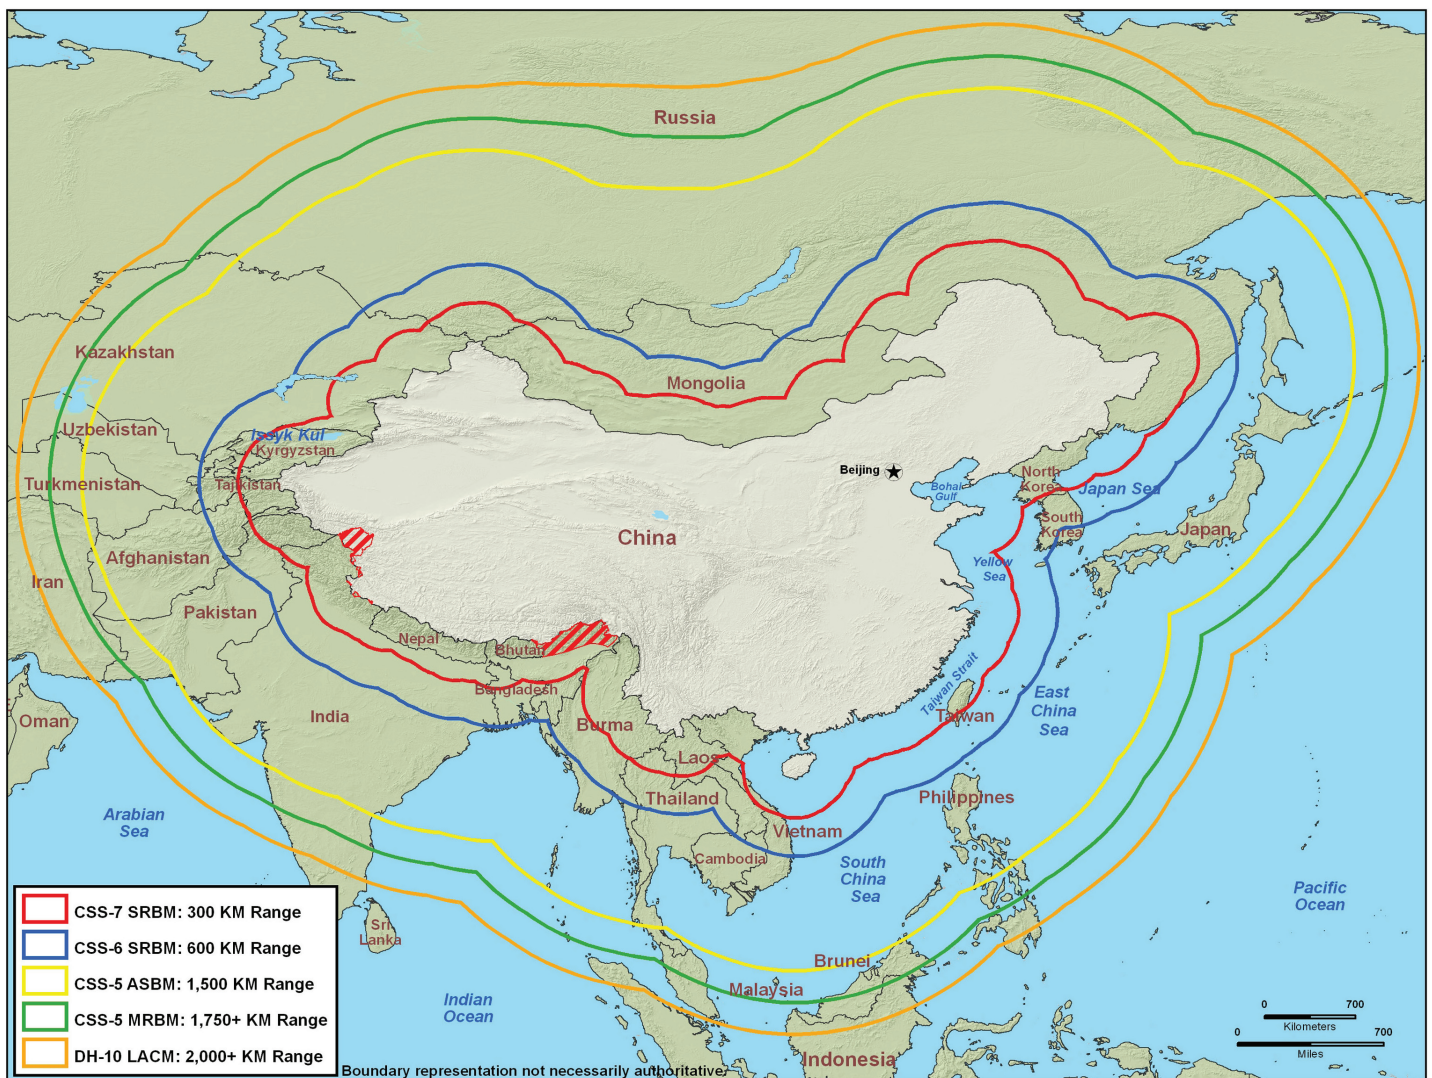 Russia
Kazakhstan
Mongolia
Uzbekistan
Issyk Kul
Kyrgyzstan
Beijing
Turkmenistan
Tajikistan
Bohai
Gulf
North
Korea
Japan Sea
South
Korea
Japan
China
Afghanistan
Iran
Yellow
Sea
Pakistan
Nepal
Bhutan
Bangladesh
Taiwan Strait
India
Oman
Burma
Taiwan
East
China
Sea
Laos
Thailand
Philippines
Arabian
Sea
Vietnam
Cambodia
South
China
Sea
Pacific
Ocean
Sri
Lanka
Brunei
Malaysia
Indian
Ocean
Indonesia
CSS-7 SRBM: 300 KM Range
CSS-6 SRBM: 600 KM Range
CSS-5 ASBM: 1,500 KM Range
CSS-5 MRBM: 1,750+ KM Range
DH-10 LACM: 2,000+ KM Range
0 700
Kilometers
0 700
Miles
Boundary representation not necessarily authoritative.